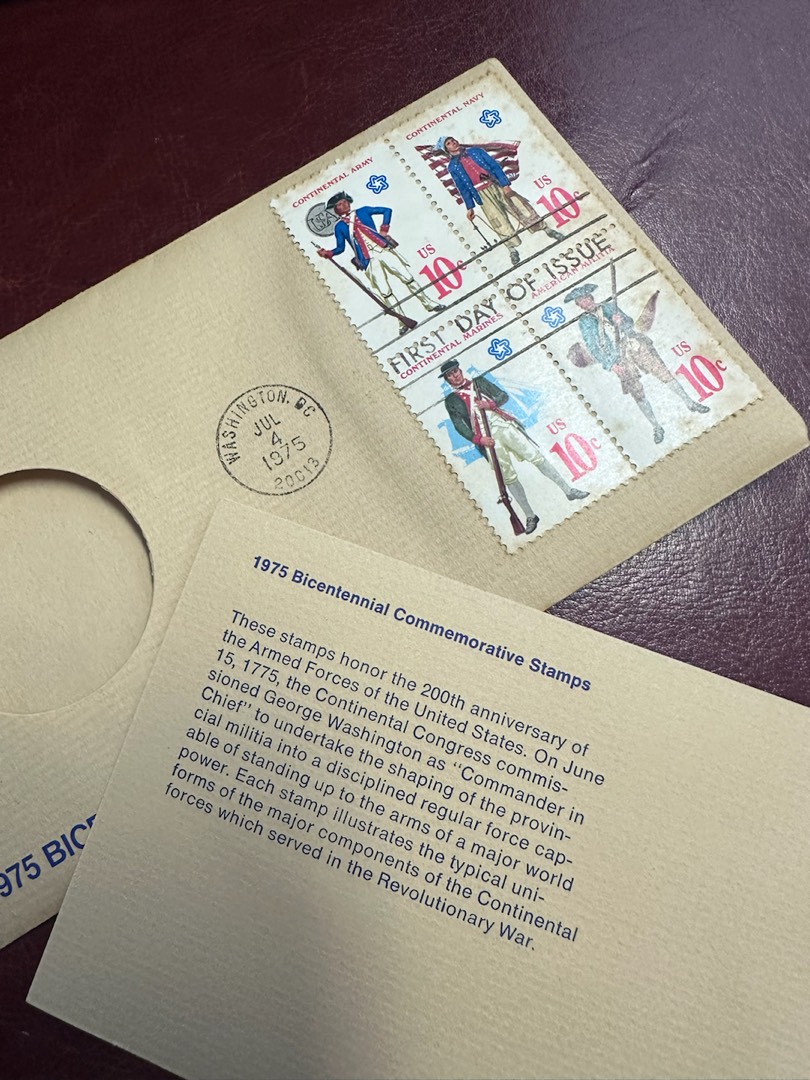 CONTINENTAL NAVY
US
10c
CONTINENTAL ARMY
USA
US
10c
FIRST DAY OF ISSUE
AMERICAN MILITIA
US
10c
CONTINENTAL MARINES
US
10c
WASHINGTON, DC
JUL
4
1975
20013
1975 Bicentennial Commemorative Stamps
These stamps honor the 200th anniversary of
the Armed Forces of the United States. On June
15, 1775, the Continental Congress commis-
sioned George Washington as “Commander in
Chief” to undertake the shaping of the provin-
cial militia into a disciplined regular force cap-
able of standing up to the arms of a major world
power. Each stamp illustrates the typical uni-
forms of the major components of the Continental
forces which served in the Revolutionary War.
975 BICE